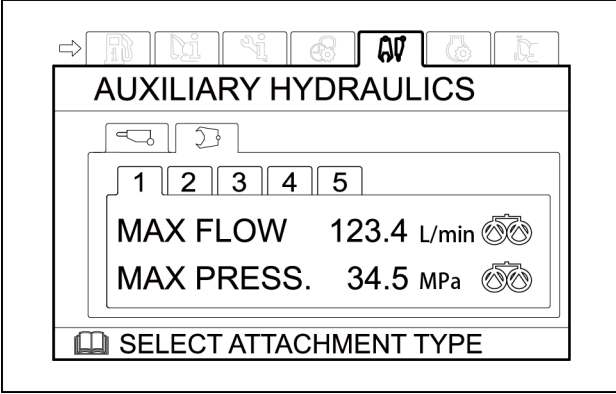 AUXILIARY HYDRAULICS
1 2 3 4 5
MAX FLOW 123.4 L/min
MAX PRESS. 34.5 MPa
SELECT ATTACHMENT TYPE